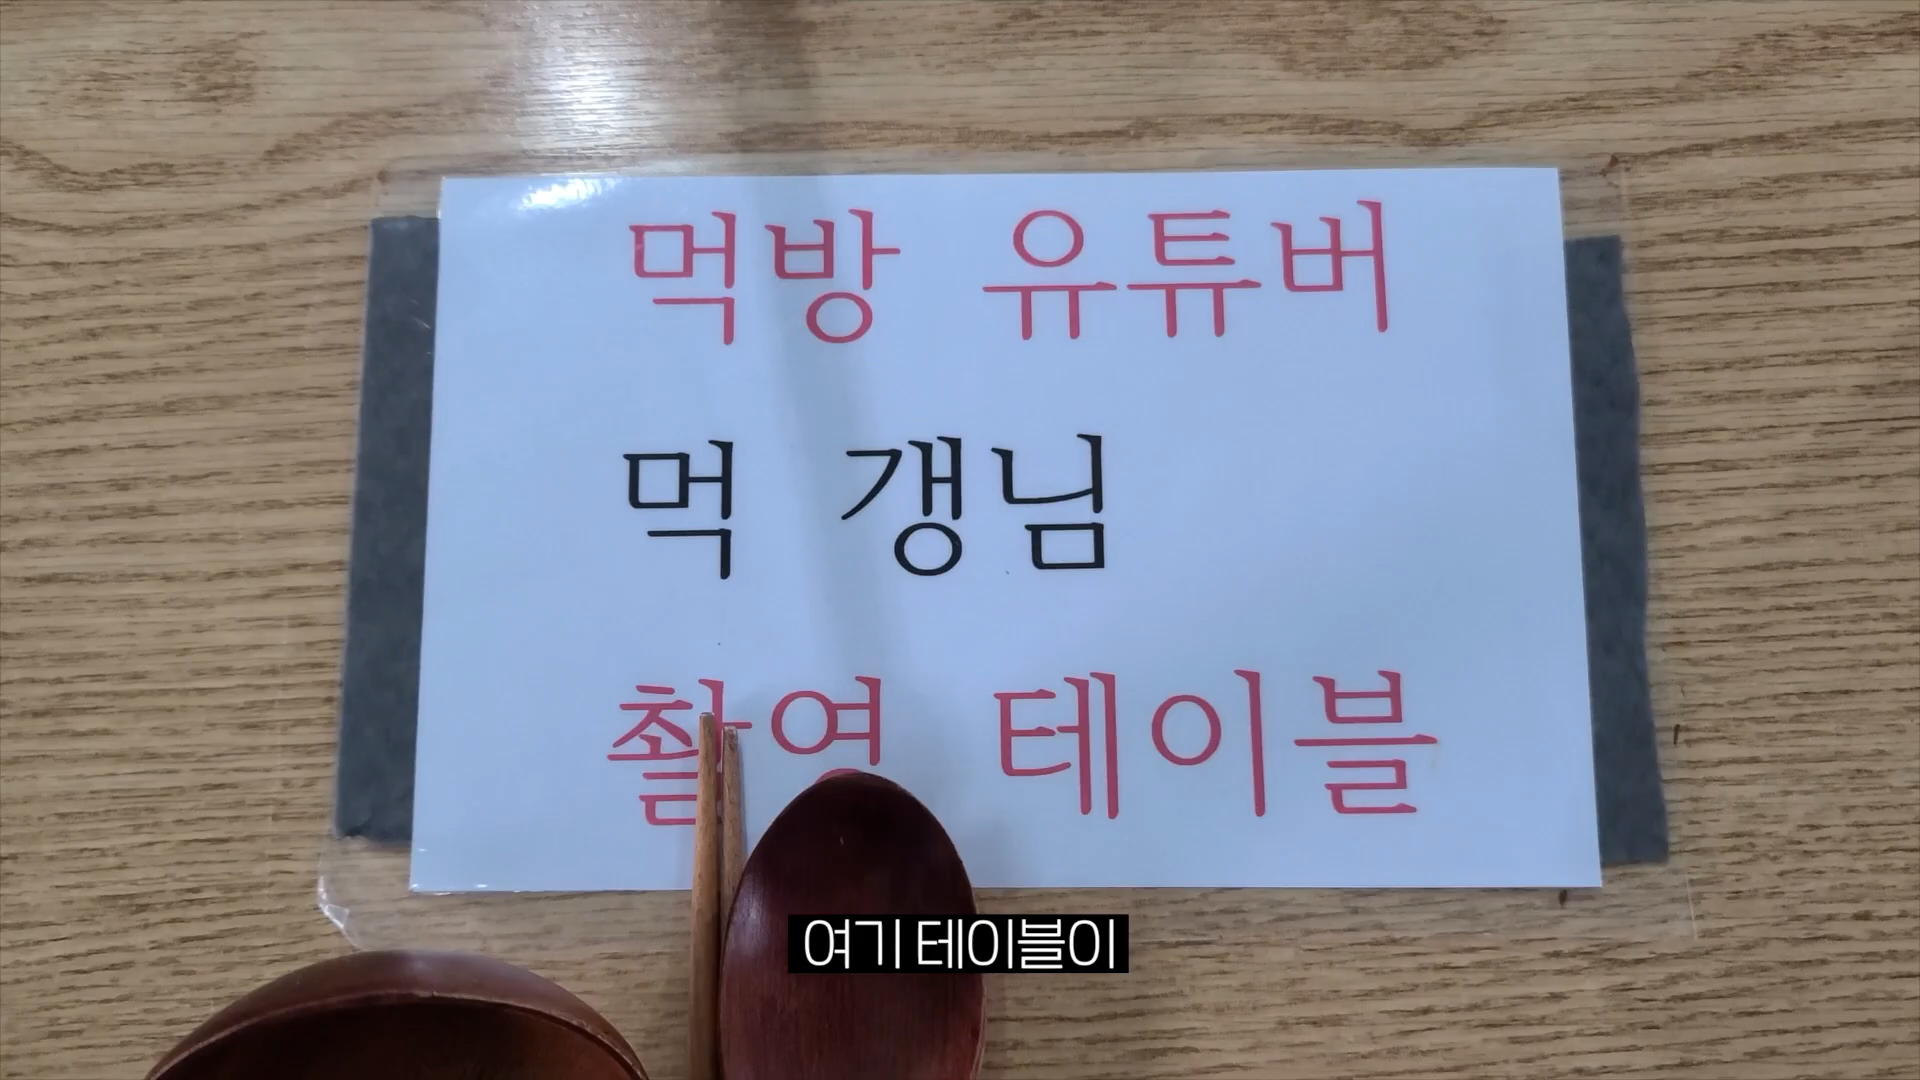 먹방 유튜버
먹 갱님
촬영 테이블
여기 테이블이